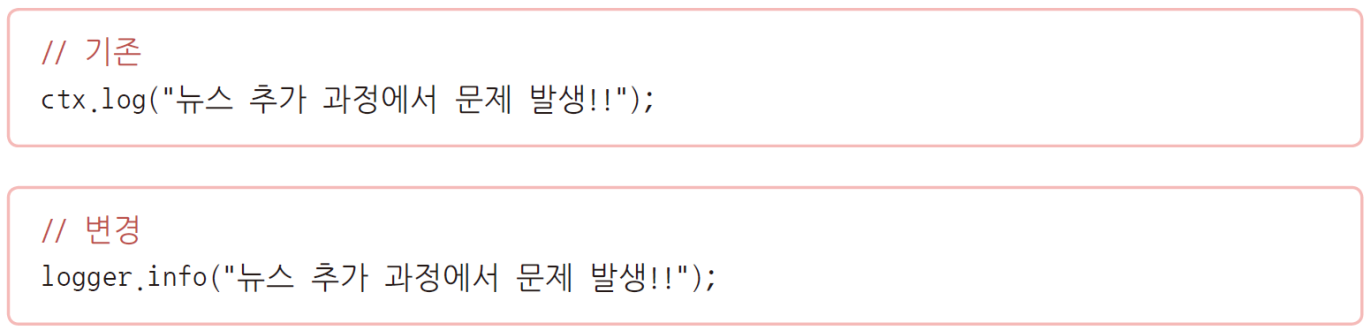 // 기존
ctx.log("뉴스 추가 과정에서 문제 발생!!");
// 변경
logger.info("뉴스 추가 과정에서 문제 발생!!");